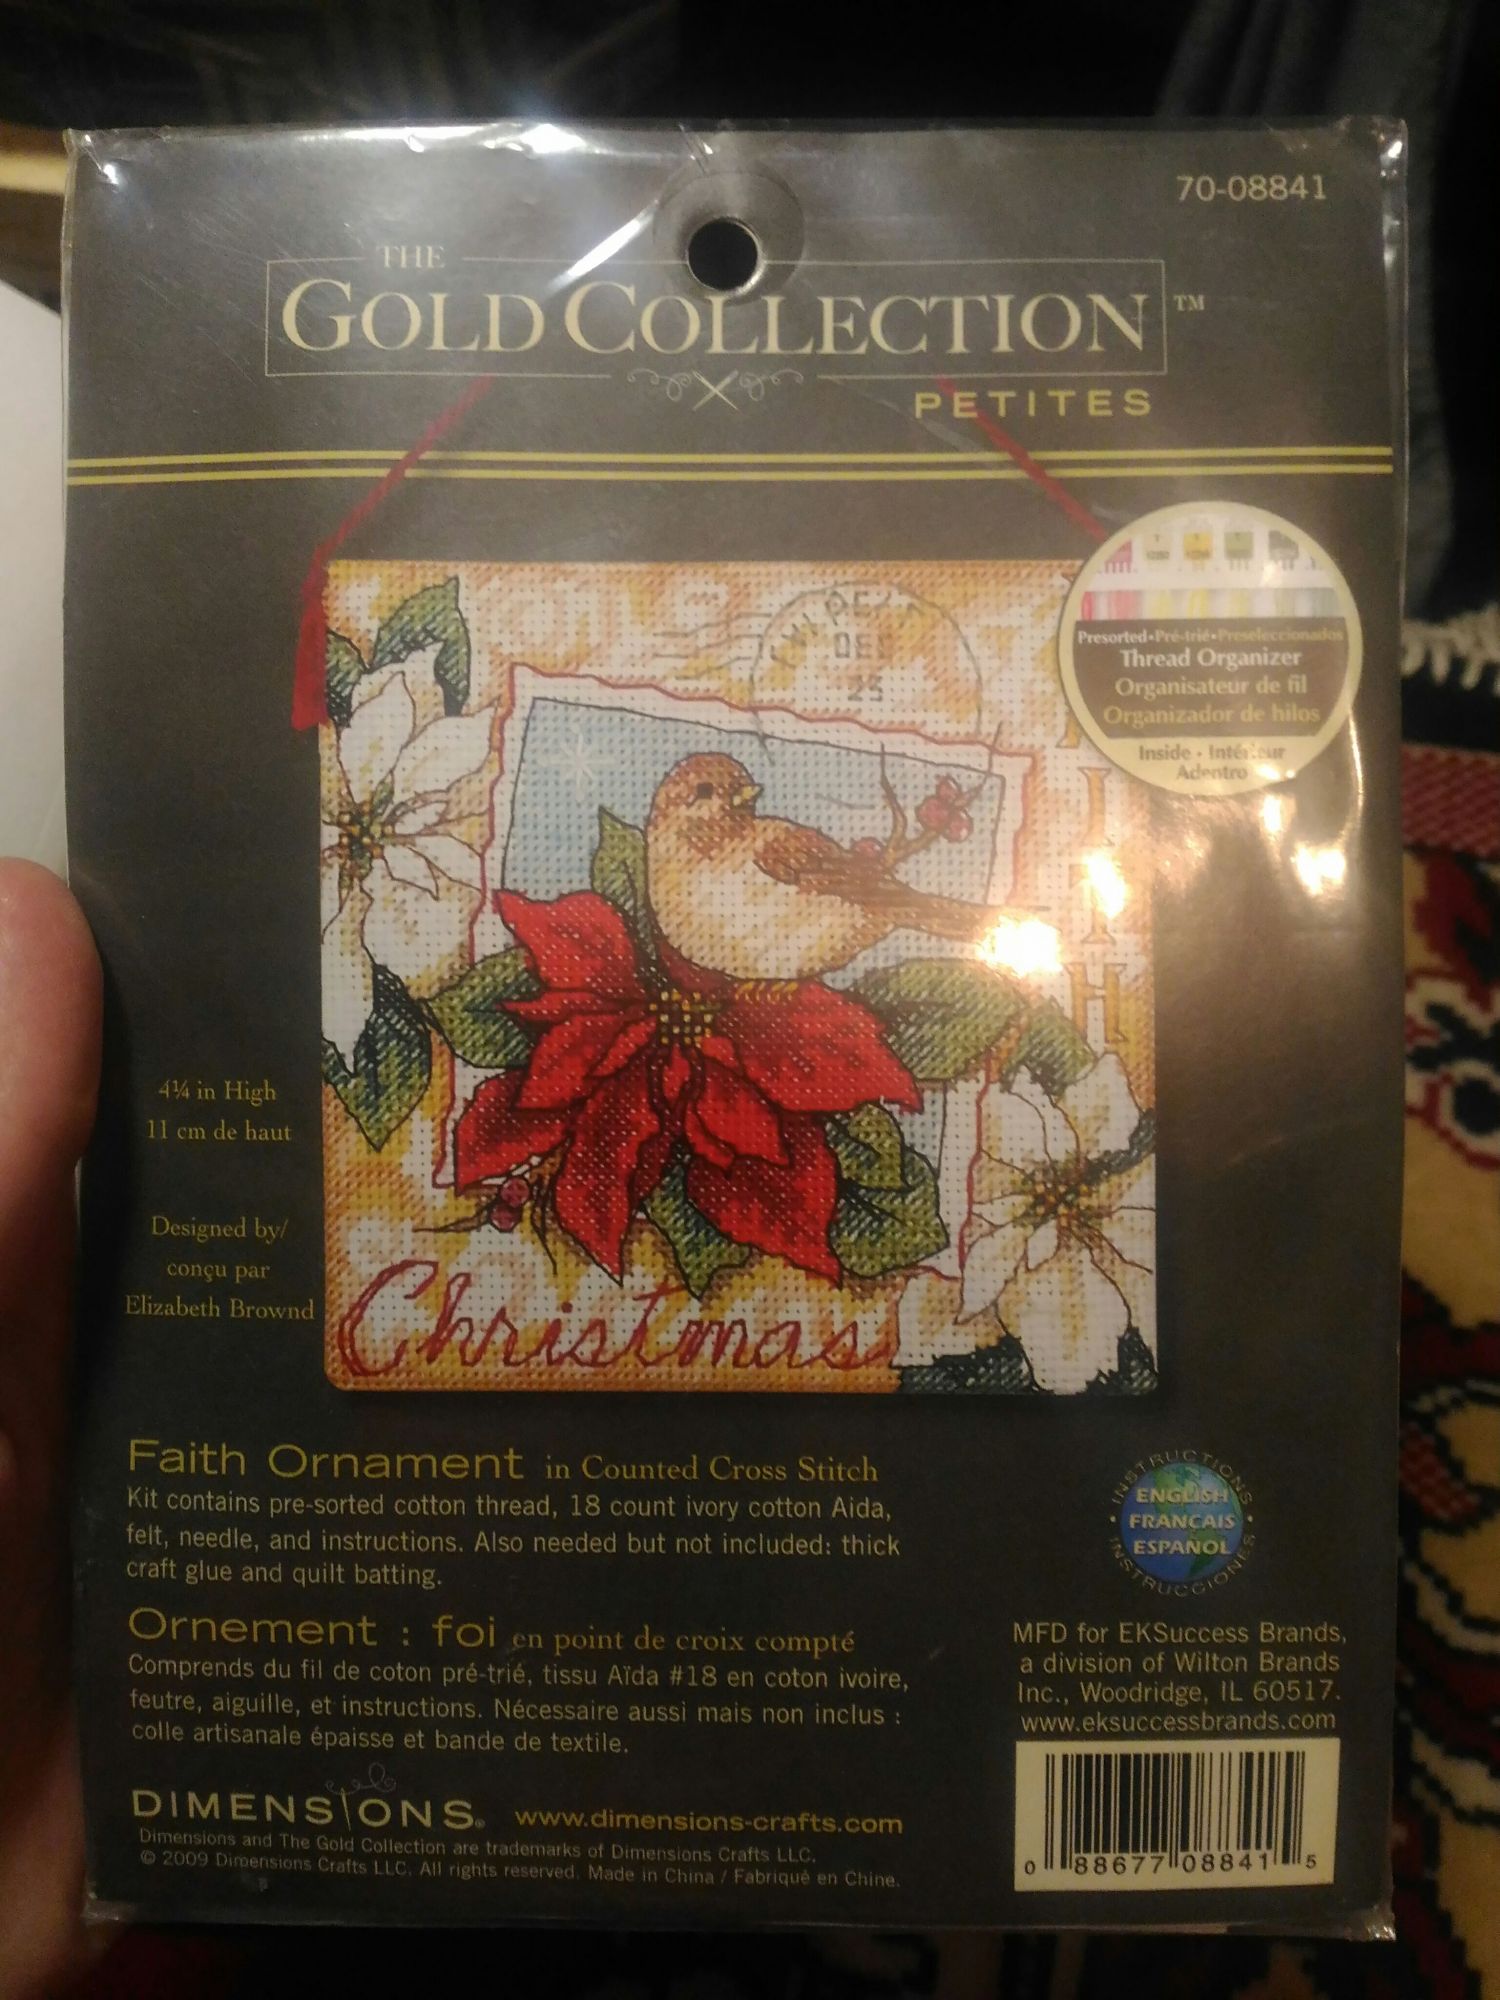 70-08841
THE
GOLD COLLECTION™
PETITES
DEC
25
Presorted•Pré-trié•Preseleccionados
Thread Organizer
Organisateur de fil
Organizador de hilos
Inside • Intérieur
Adentro
FAITH
4¼ in High
11 cm de haut
Designed by/
conçu par
Elizabeth Brownd
Christmas
Faith Ornament in Counted Cross Stitch
Kit contains pre-sorted cotton thread, 18 count ivory cotton Aida,
felt, needle, and instructions. Also needed but not included: thick
craft glue and quilt batting.
INSTRUCTIONS
ENGLISH
• FRANCAIS •
ESPAÑOL
INSTRUCCIONES
Ornement : foi en point de croix compté
Comprends du fil de coton pré-trié, tissu Aïda #18 en coton ivoire,
feutre, aiguille, et instructions. Nécessaire aussi mais non inclus :
colle artisanale épaisse et bande de textile.
MFD for EKSuccess Brands,
a division of Wilton Brands
Inc., Woodridge, IL 60517.
www.eksuccessbrands.com
DIMENSIONS® www.dimensions-crafts.com
Dimensions and The Gold Collection are trademarks of Dimensions Crafts LLC.
© 2009 Dimensions Crafts LLC. All rights reserved. Made in China / Fabriqué en Chine.
0 88677 08841 5